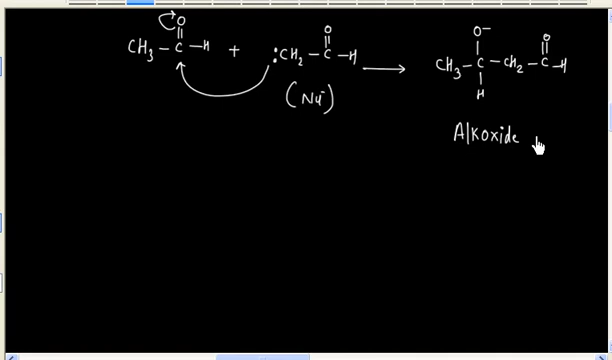 O O O⁻ O
CH₃ – C – H + :CH₂ – C – H → CH₃ – C – CH₂ – C – H
(Nu⁻) H
Alkoxide